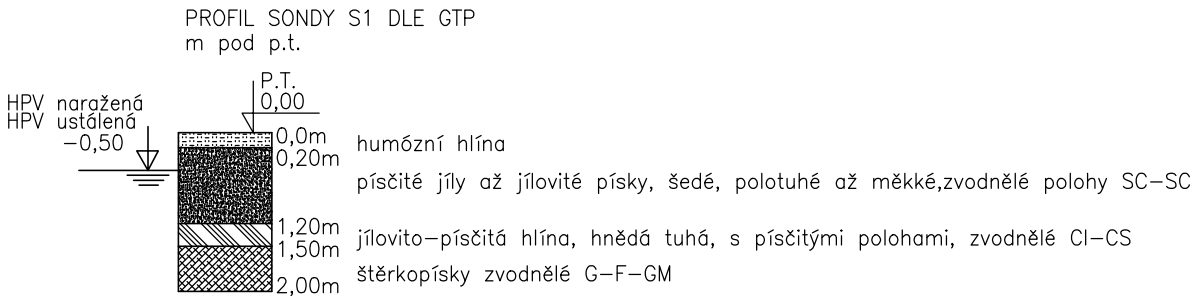 PROFIL SONDY S1 DLE GTP
m pod p.t.
P.T.
0,00
HPV naražená
HPV ustálená
-0,50
0,0m
humózní hlína
0,20m
písčité jíly až jílovité písky, šedé, polotuhé až měkké,zvodnělé polohy SC-SC
1,20m
jílovito-písčitá hlína, hnědá tuhá, s písčitými polohami, zvodnělé CI-CS
1,50m
štěrkopísky zvodnělé G-F-GM
2,00m